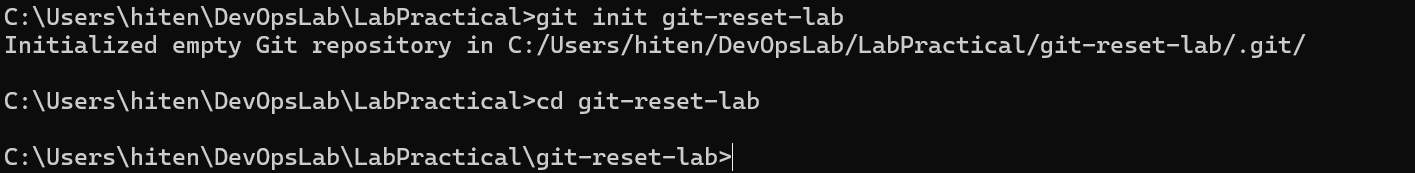 C:\Users\hiten\DevOpsLab\LabPractical>git init git-reset-lab
Initialized empty Git repository in C:/Users/hiten/DevOpsLab/LabPractical/git-reset-lab/.git/
C:\Users\hiten\DevOpsLab\LabPractical>cd git-reset-lab
C:\Users\hiten\DevOpsLab\LabPractical\git-reset-lab>